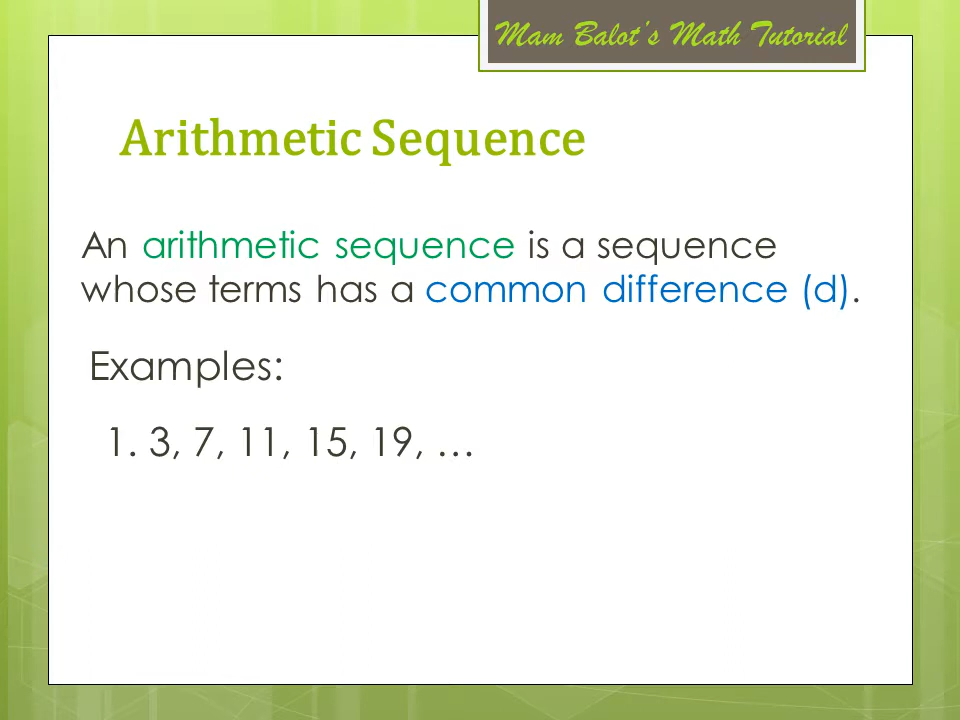 Mam Balot's Math Tutorial
Arithmetic Sequence
An arithmetic sequence is a sequence
whose terms has a common difference (d).
Examples:
1. 3, 7, 11, 15, 19, …